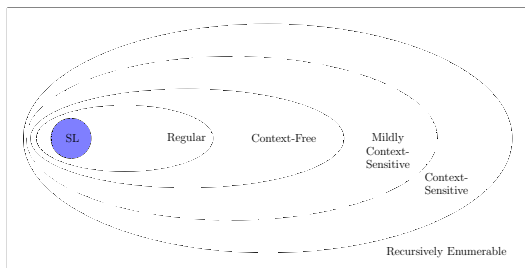 SL
Regular
Context-Free
Mildly
Context-
Sensitive
Context-
Sensitive
Recursively Enumerable